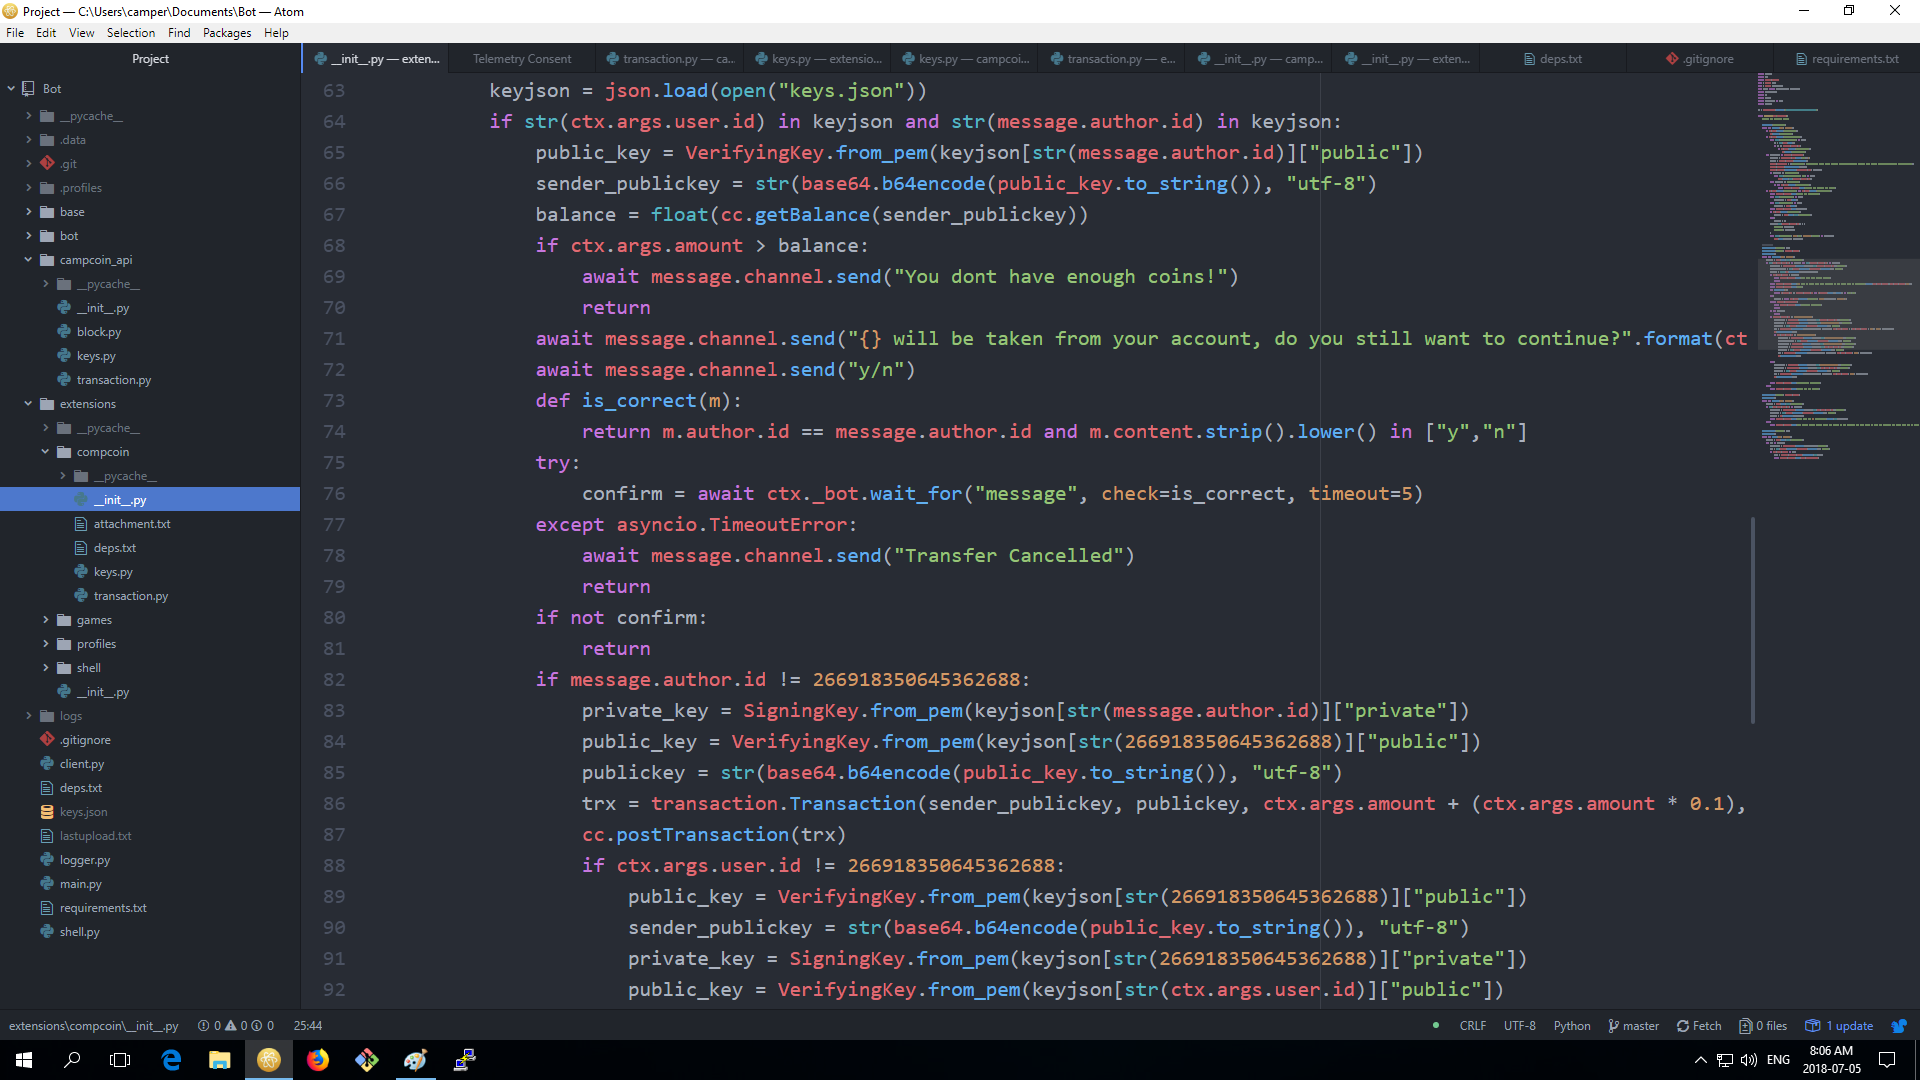 Project — C:\Users\camper\Documents\Bot — Atom
File Edit View Selection Find Packages Help
Project
__init__.py — exten... Telemetry Consent transaction.py — ca... keys.py — extensio... keys.py — campcoi... transaction.py — e... __init__.py — camp... __init__.py — exten... deps.txt .gitignore requirements.txt
Bot
__pycache__
.data
.git
.profiles
base
bot
campcoin_api
__pycache__
__init__.py
block.py
keys.py
transaction.py
extensions
__pycache__
compcoin
__pycache__
__init__.py
attachment.txt
deps.txt
keys.py
transaction.py
games
profiles
shell
__init__.py
logs
.gitignore
client.py
deps.txt
keys.json
lastupload.txt
logger.py
main.py
requirements.txt
shell.py
63 keyjson = json.load(open("keys.json"))
64 if str(ctx.args.user.id) in keyjson and str(message.author.id) in keyjson:
65 public_key = VerifyingKey.from_pem(keyjson[str(message.author.id)]["public"])
66 sender_publickey = str(base64.b64encode(public_key.to_string()), "utf-8")
67 balance = float(cc.getBalance(sender_publickey))
68 if ctx.args.amount > balance:
69 await message.channel.send("You dont have enough coins!")
70 return
71 await message.channel.send("{} will be taken from your account, do you still want to continue?".format(ct
72 await message.channel.send("y/n")
73 def is_correct(m):
74 return m.author.id == message.author.id and m.content.strip().lower() in ["y","n"]
75 try:
76 confirm = await ctx._bot.wait_for("message", check=is_correct, timeout=5)
77 except asyncio.TimeoutError:
78 await message.channel.send("Transfer Cancelled")
79 return
80 if not confirm:
81 return
82 if message.author.id != 266918350645362688:
83 private_key = SigningKey.from_pem(keyjson[str(message.author.id)]["private"])
84 public_key = VerifyingKey.from_pem(keyjson[str(266918350645362688)]["public"])
85 publickey = str(base64.b64encode(public_key.to_string()), "utf-8")
86 trx = transaction.Transaction(sender_publickey, publickey, ctx.args.amount + (ctx.args.amount * 0.1),
87 cc.postTransaction(trx)
88 if ctx.args.user.id != 266918350645362688:
89 public_key = VerifyingKey.from_pem(keyjson[str(266918350645362688)]["public"])
90 sender_publickey = str(base64.b64encode(public_key.to_string()), "utf-8")
91 private_key = SigningKey.from_pem(keyjson[str(266918350645362688)]["private"])
92 public_key = VerifyingKey.from_pem(keyjson[str(ctx.args.user.id)]["public"])
extensions\compcoin\__init__.py 0 0 0 25:44 CRLF UTF-8 Python master Fetch 0 files 1 update
ENG 8:06 AM
2018-07-05